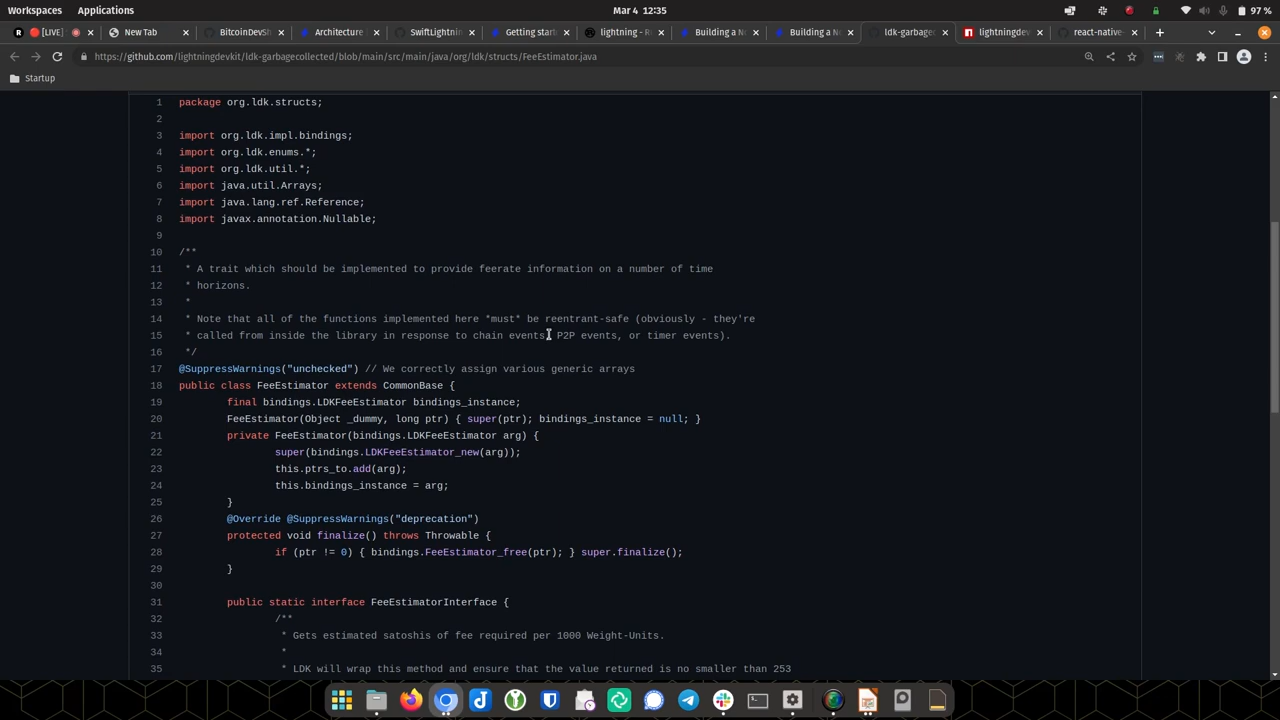 Workspaces Applications Mar 4 12:35 97 %
[LIVE] New Tab BitcoinDevSh Architecture SwiftLightnin Getting start lightning - R Building a No Building a No ldk-garbagec lightningdev react-native-
https://github.com/lightningdevkit/ldk-garbagecollected/blob/main/src/main/java/org/ldk/structs/FeeEstimator.java
Startup
1 package org.ldk.structs;
2
3 import org.ldk.impl.bindings;
4 import org.ldk.enums.*;
5 import org.ldk.util.*;
6 import java.util.Arrays;
7 import java.lang.ref.Reference;
8 import javax.annotation.Nullable;
9
10 /**
11 * A trait which should be implemented to provide feerate information on a number of time
12 * horizons.
13 *
14 * Note that all of the functions implemented here *must* be reentrant-safe (obviously - they're
15 * called from inside the library in response to chain events, P2P events, or timer events).
16 */
17 @SuppressWarnings("unchecked") // We correctly assign various generic arrays
18 public class FeeEstimator extends CommonBase {
19 final bindings.LDKFeeEstimator bindings_instance;
20 FeeEstimator(Object _dummy, long ptr) { super(ptr); bindings_instance = null; }
21 private FeeEstimator(bindings.LDKFeeEstimator arg) {
22 super(bindings.LDKFeeEstimator_new(arg));
23 this.ptrs_to.add(arg);
24 this.bindings_instance = arg;
25 }
26 @Override @SuppressWarnings("deprecation")
27 protected void finalize() throws Throwable {
28 if (ptr != 0) { bindings.FeeEstimator_free(ptr); } super.finalize();
29 }
30
31 public static interface FeeEstimatorInterface {
32 /**
33 * Gets estimated satoshis of fee required per 1000 Weight-Units.
34 *
35 * LDK will wrap this method and ensure that the value returned is no smaller than 253